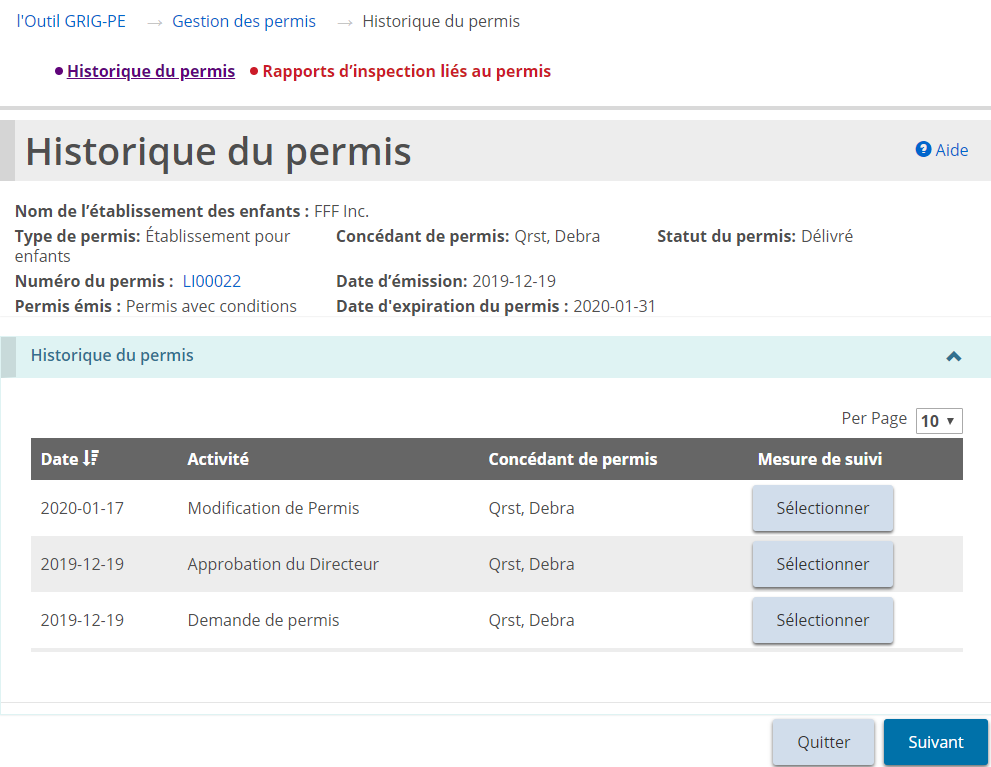 l'Outil GRIG-PE → Gestion des permis → Historique du permis
• Historique du permis • Rapports d’inspection liés au permis
Historique du permis
? Aide
Nom de l’établissement des enfants : FFF Inc.
Type de permis: Établissement pour enfants
Concédant de permis: Qrst, Debra
Statut du permis: Délivré
Numéro du permis : LI00022
Date d’émission: 2019-12-19
Permis émis : Permis avec conditions
Date d'expiration du permis : 2020-01-31
Historique du permis
Per Page 10
Date Activité Concédant de permis Mesure de suivi
2020-01-17 Modification de Permis Qrst, Debra Sélectionner
2019-12-19 Approbation du Directeur Qrst, Debra Sélectionner
2019-12-19 Demande de permis Qrst, Debra Sélectionner
Quitter Suivant